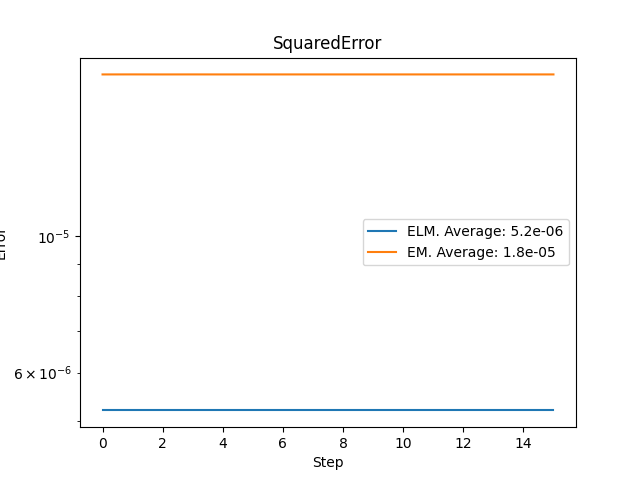 SquaredError
Error
10⁻⁵
6 × 10⁻⁶
ELM. Average: 5.2e-06
EM. Average: 1.8e-05
0 2 4 6 8 10 12 14
Step